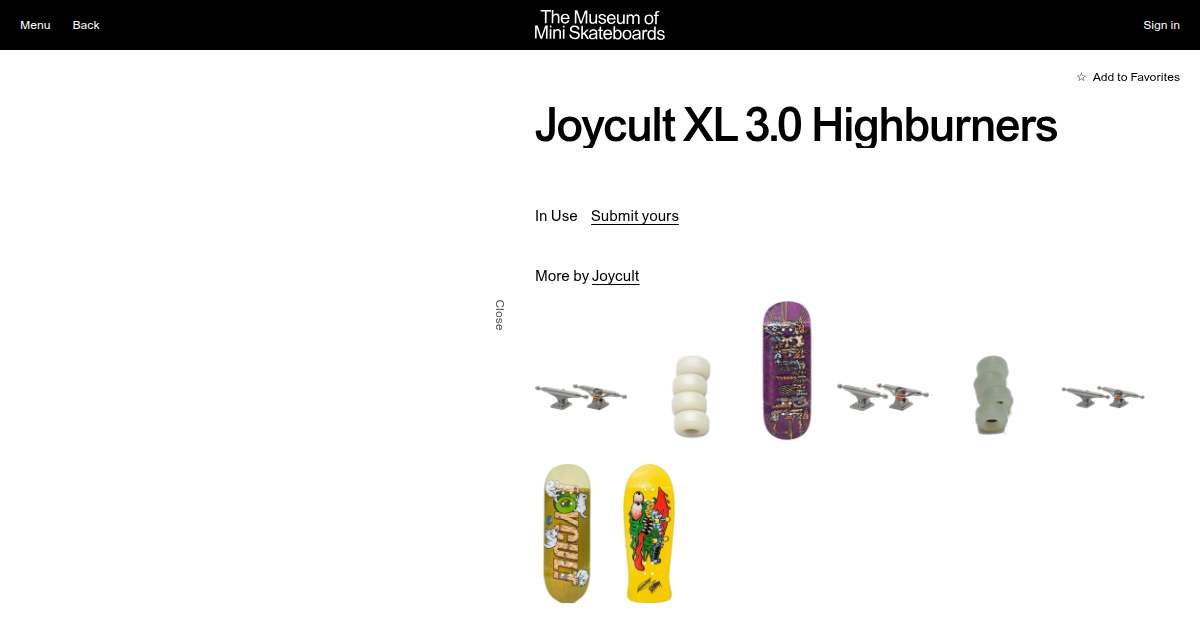 Menu Back
The Museum of
Mini Skateboards
Sign in
☆ Add to Favorites
Joycult XL 3.0 Highburners
In Use Submit yours
More by Joycult
Close
JOYCULT